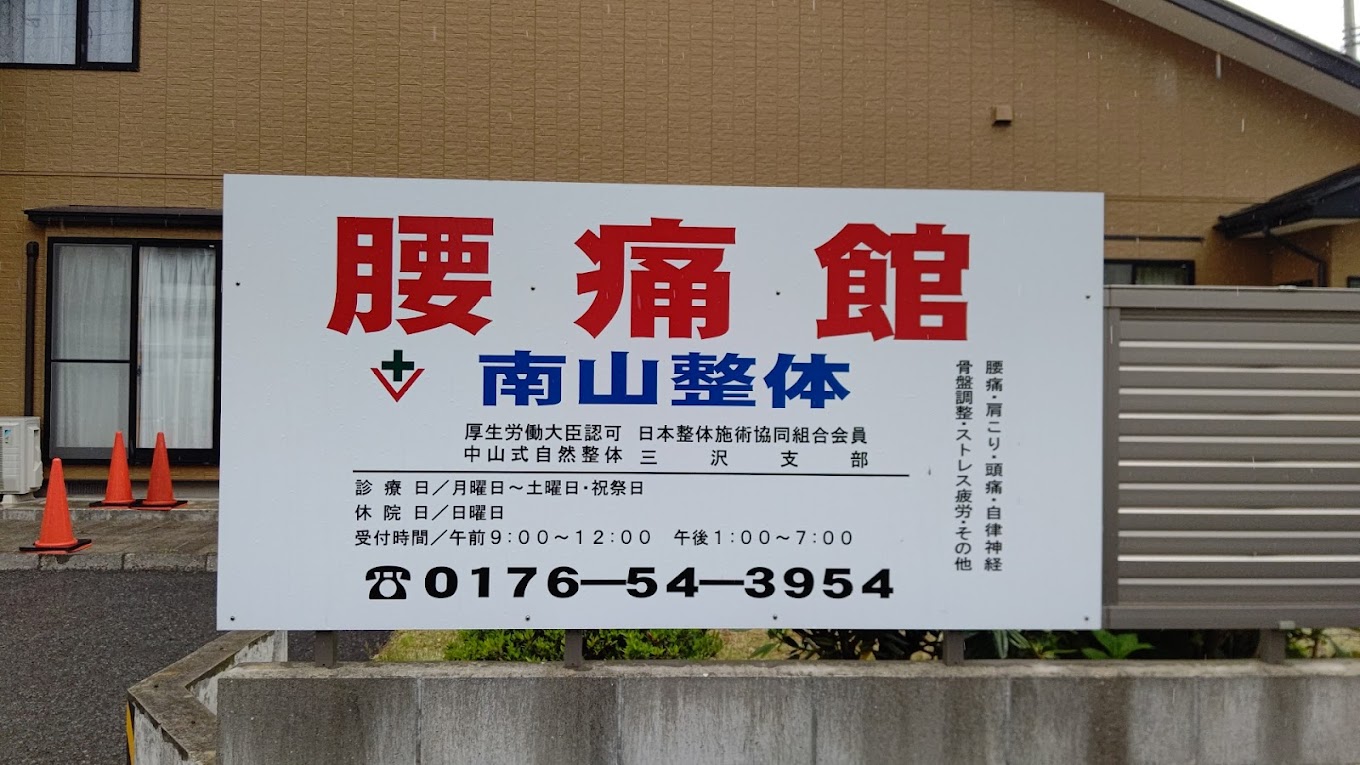 腰痛館
南山整体
厚生労働大臣認可 日本整体施術協同組合会員
中山式自然整体 三沢支部
診療日／月曜日～土曜日・祝祭日
休院日／日曜日
受付時間／午前9：00～12：00 午後1：00～7：00
☎0176―54―3954
腰痛・肩こり・頭痛・自律神経
骨盤調整・ストレス疲労・その他